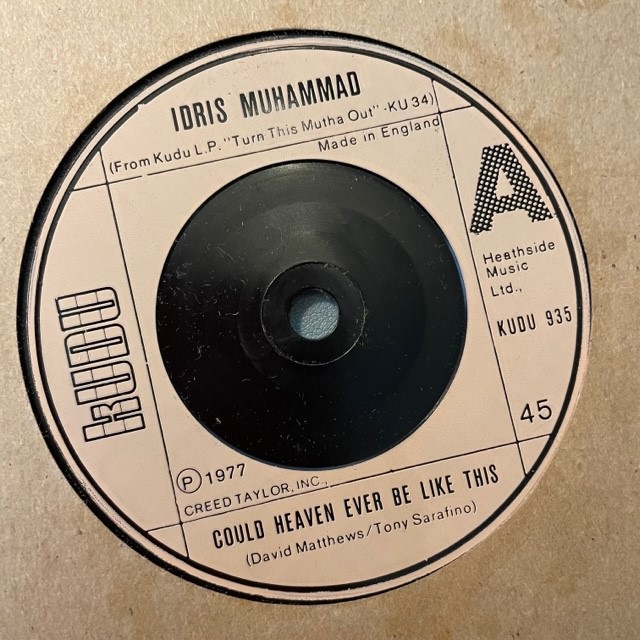 IDRIS MUHAMMAD
(From Kudu L.P. "Turn This Mutha Out" -KU 34)
Made in England
A
Heathside
Music
Ltd.,
KUDU 935
45
KUDU
Ⓟ 1977
CREED TAYLOR, INC.,
COULD HEAVEN EVER BE LIKE THIS
(David Matthews/Tony Sarafino)